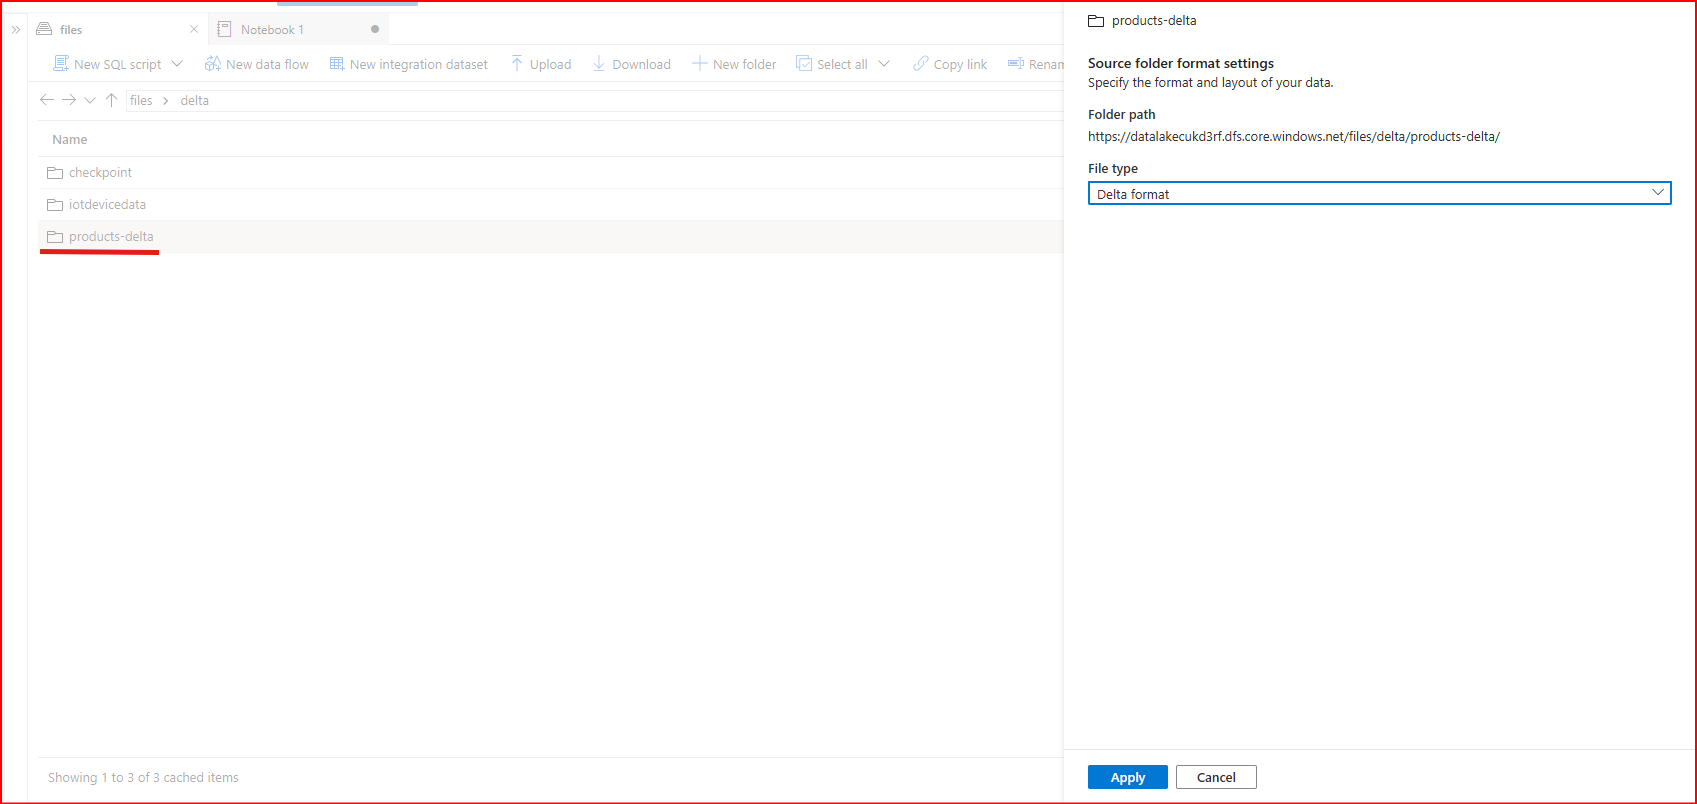 files
Notebook 1
New SQL script
New data flow
New integration dataset
Upload
Download
New folder
Select all
Copy link
Renam
files
delta
Name
checkpoint
iotdevicedata
products-delta
Showing 1 to 3 of 3 cached items
products-delta
Source folder format settings
Specify the format and layout of your data.
Folder path
https://datalakecukd3rf.dfs.core.windows.net/files/delta/products-delta/
File type
Delta format
Apply
Cancel